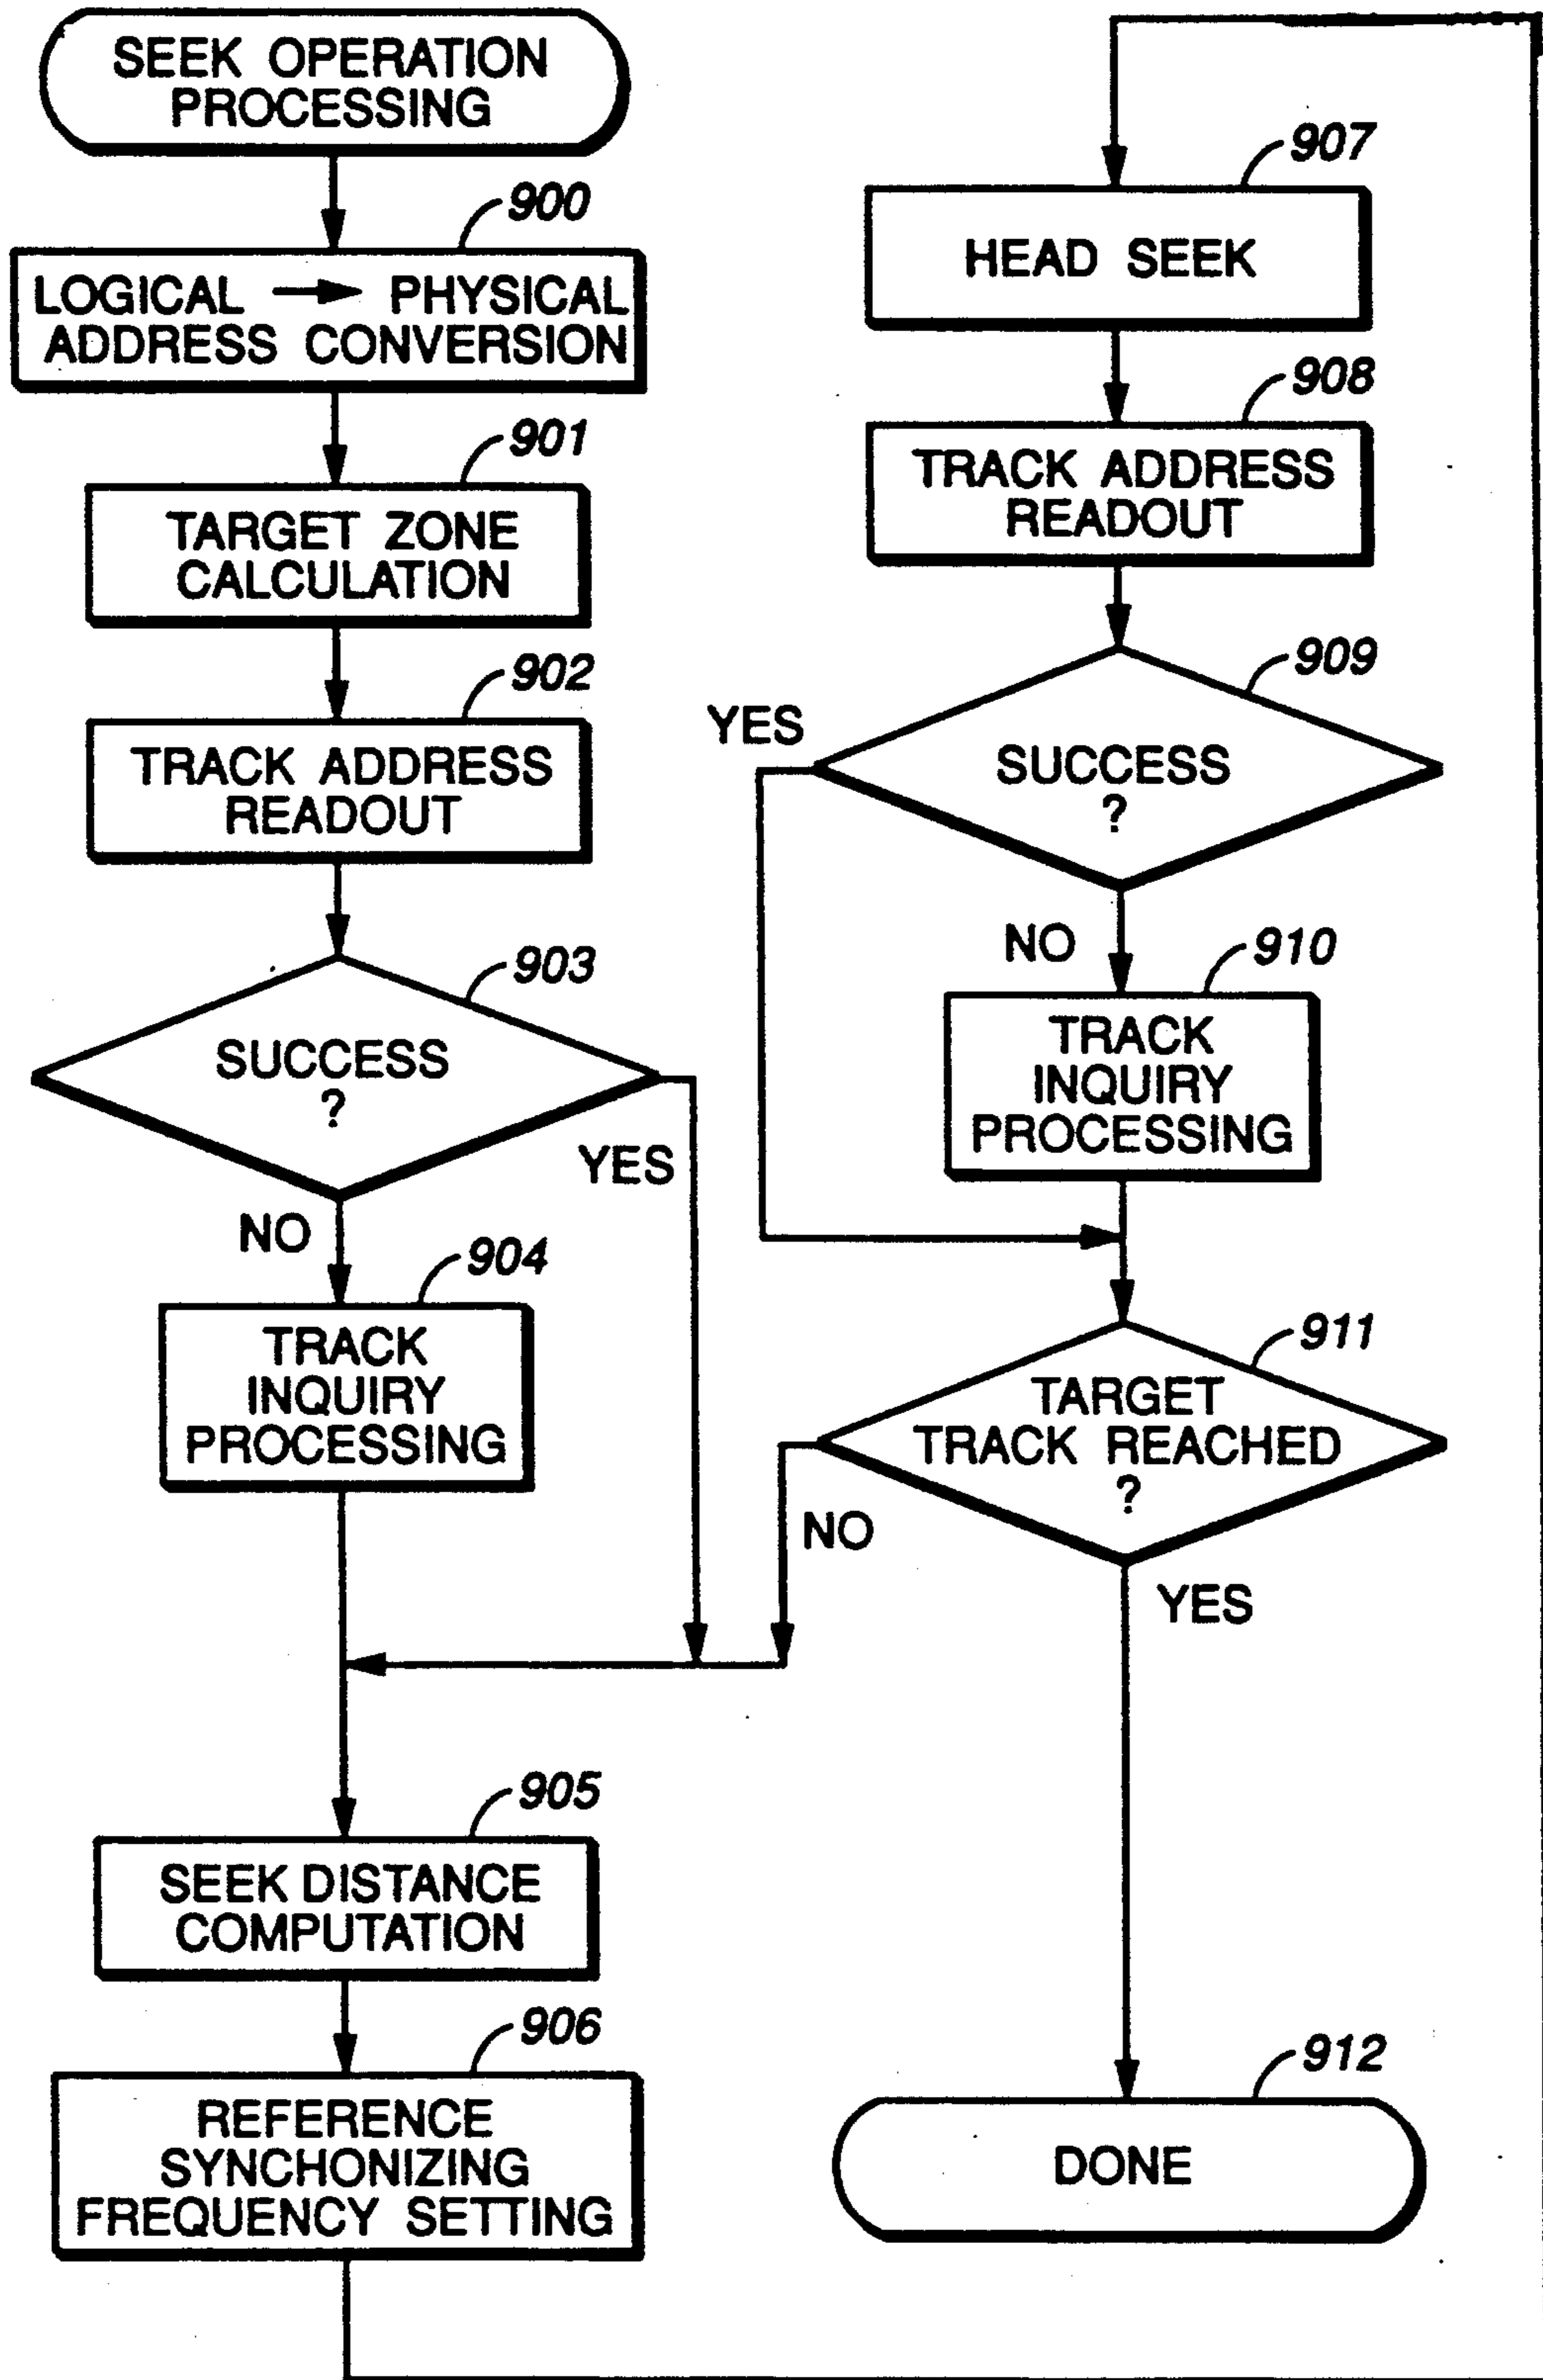 SEEK OPERATION
PROCESSING
900
LOGICAL → PHYSICAL
ADDRESS CONVERSION
901
TARGET ZONE
CALCULATION
902
TRACK ADDRESS
READOUT
903
SUCCESS
?
YES
NO
904
TRACK
INQUIRY
PROCESSING
905
SEEK DISTANCE
COMPUTATION
906
REFERENCE
SYNCHONIZING
FREQUENCY SETTING
907
HEAD SEEK
908
TRACK ADDRESS
READOUT
909
YES
SUCCESS
?
NO
910
TRACK
INQUIRY
PROCESSING
911
TARGET
TRACK REACHED
?
NO
YES
912
DONE